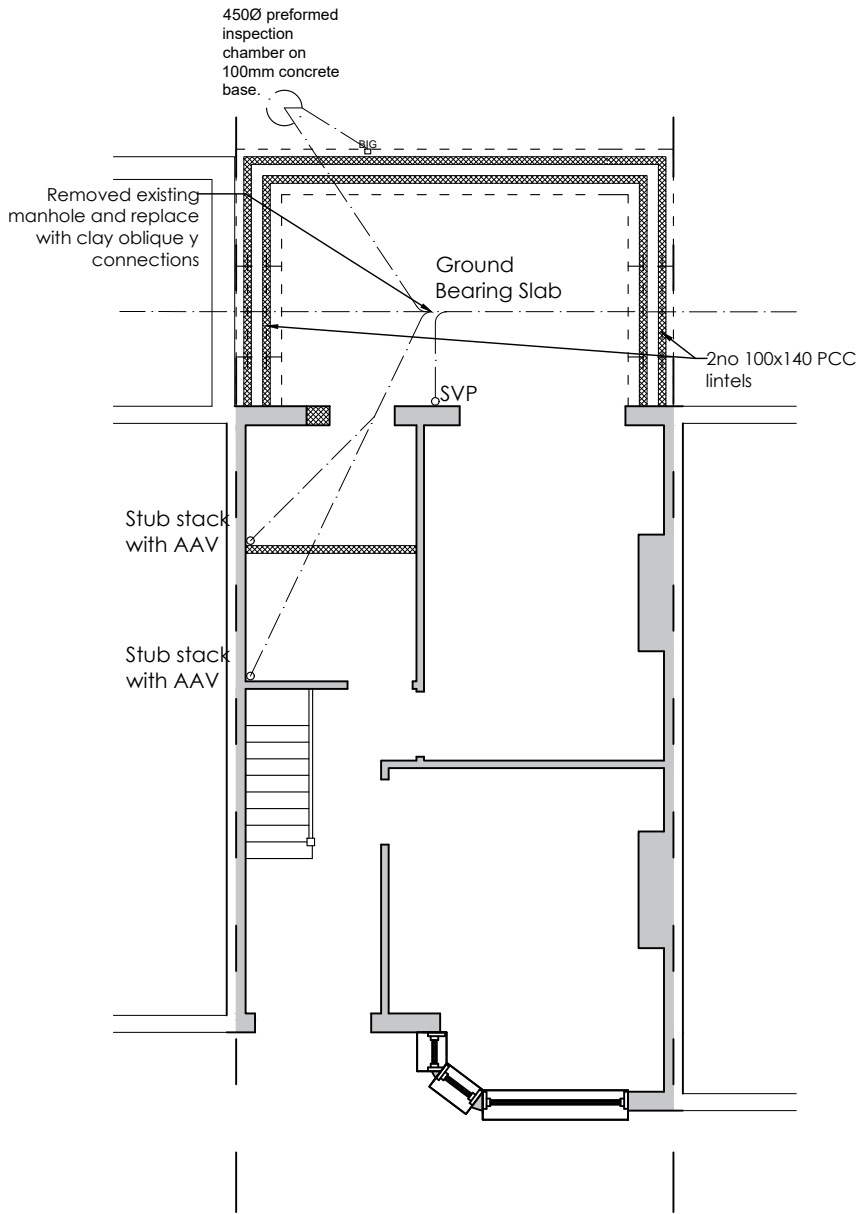 450Ø preformed
inspection
chamber on
100mm concrete
base.
BIG
Removed existing
manhole and replace
with clay oblique y
connections
Ground
Bearing Slab
2no 100x140 PCC
lintels
SVP
Stub stack
with AAV
Stub stack
with AAV